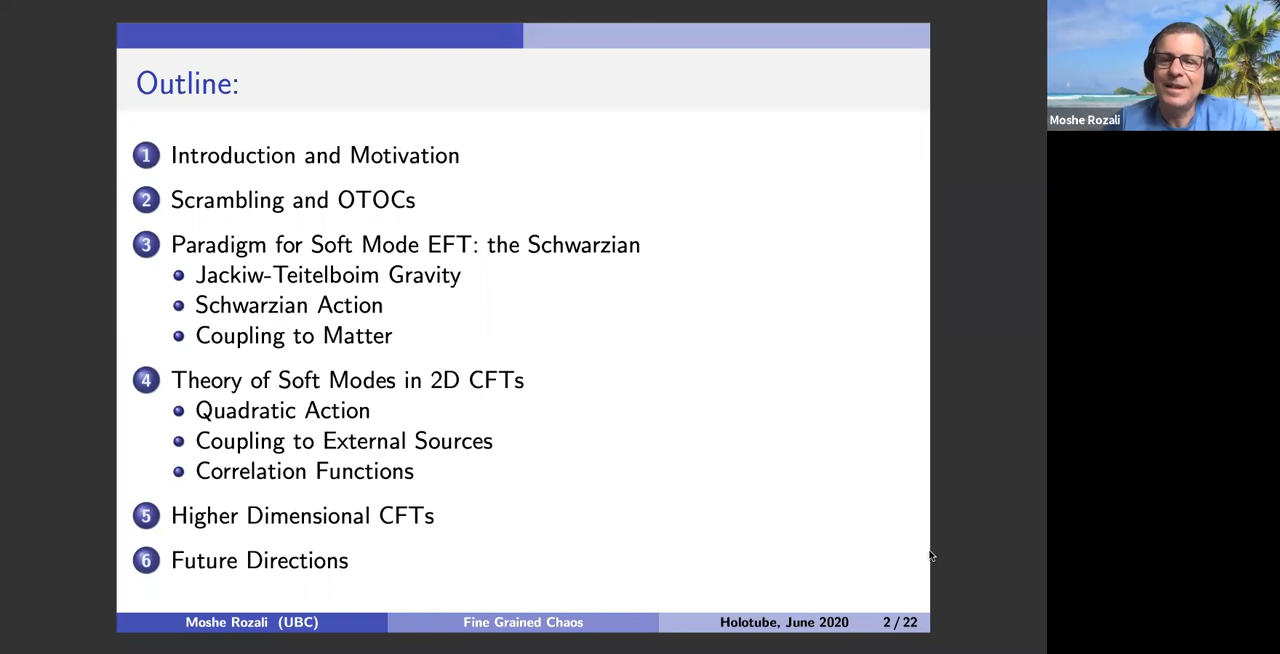 Outline:
1 Introduction and Motivation
2 Scrambling and OTOCs
3 Paradigm for Soft Mode EFT: the Schwarzian
Jackiw-Teitelboim Gravity
Schwarzian Action
Coupling to Matter
4 Theory of Soft Modes in 2D CFTs
Quadratic Action
Coupling to External Sources
Correlation Functions
5 Higher Dimensional CFTs
6 Future Directions
Moshe Rozali (UBC) Fine Grained Chaos Holotube, June 2020 2 / 22
Moshe Rozali